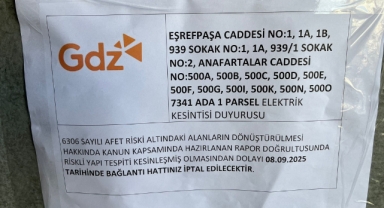 Gdz
EŞREFPAŞA CADDESİ NO:1, 1A, 1B,
939 SOKAK NO:1, 1A, 939/1 SOKAK
NO:2, ANAFARTALAR CADDESİ
NO:500A, 500B, 500C, 500D, 500E,
500F, 500G, 500I, 500K, 500N, 500O
7341 ADA 1 PARSEL ELEKTRİK
KESİNTİSİ DUYURUSU
6306 SAYILI AFET RİSKİ ALTINDAKİ ALANLARIN DÖNÜŞTÜRÜLMESİ
HAKKINDA KANUN KAPSAMINDA HAZIRLANAN RAPOR DOĞRULTUSUNDA
RİSKLİ YAPI TESPİTİ KESİNLEŞMİŞ OLMASINDAN DOLAYI 08.09.2025
TARİHİNDE BAĞLANTI HATTINIZ İPTAL EDİLECEKTİR.